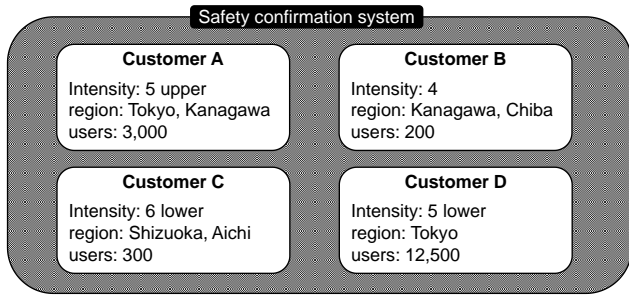 Safety confirmation system
Customer A
Intensity: 5 upper
region: Tokyo, Kanagawa
users: 3,000
Customer B
Intensity: 4
region: Kanagawa, Chiba
users: 200
Customer C
Intensity: 6 lower
region: Shizuoka, Aichi
users: 300
Customer D
Intensity: 5 lower
region: Tokyo
users: 12,500